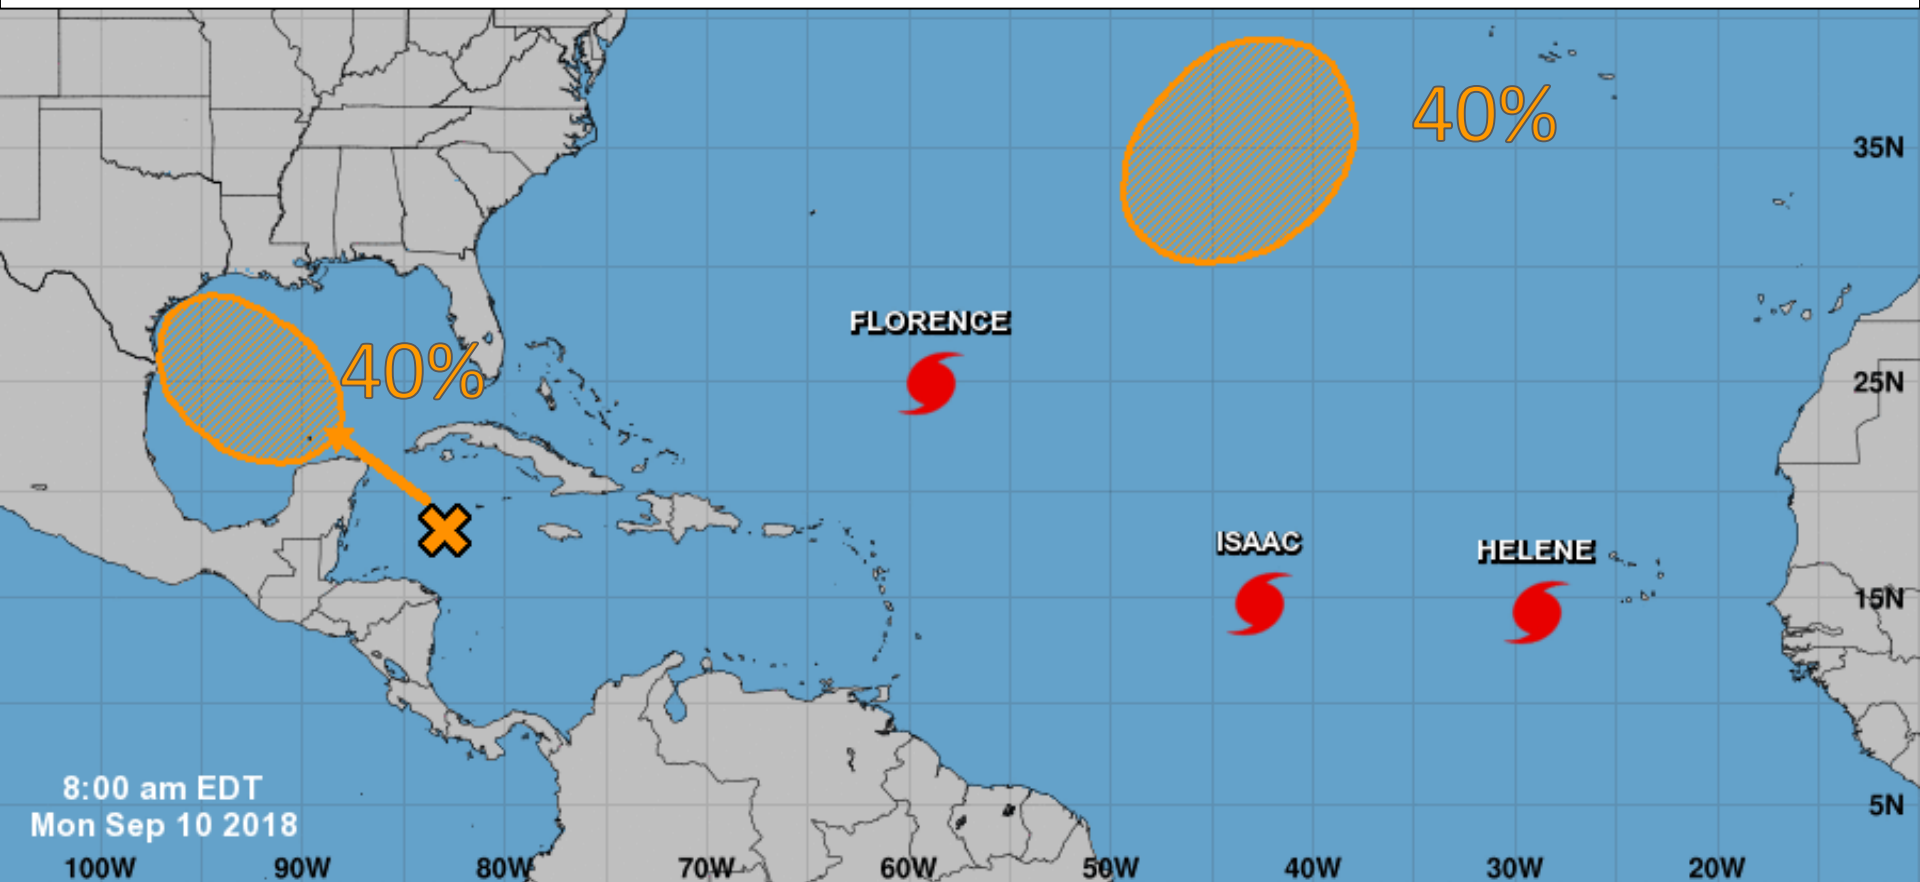 40%
35N
FLORENCE
40%
25N
ISAAC
HELENE
15N
8:00 am EDT
Mon Sep 10 2018
5N
100W 90W 80W 70W 60W 50W 40W 30W 20W